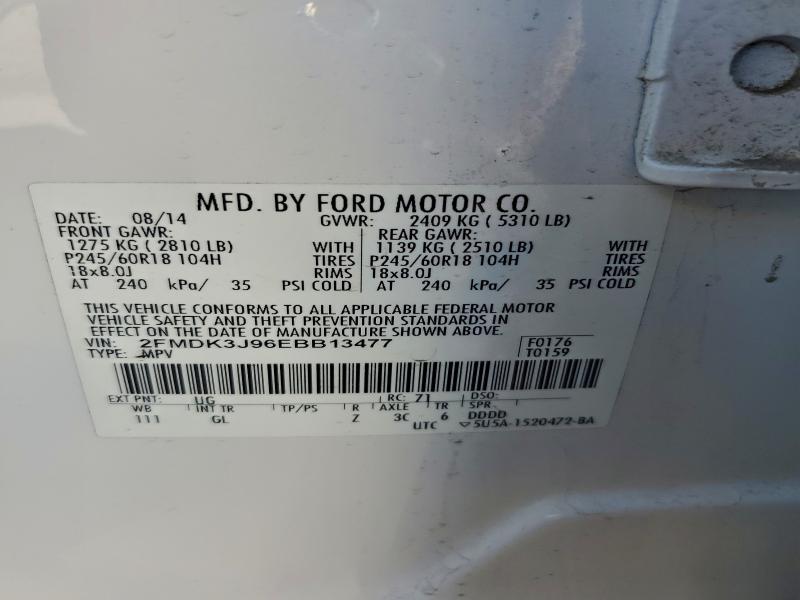 MFD. BY FORD MOTOR CO.
DATE: 08/14 GVWR: 2409 KG ( 5310 LB)
FRONT GAWR: REAR GAWR:
1275 KG ( 2810 LB) WITH 1139 KG ( 2510 LB) WITH
P245/60R18 104H TIRES P245/60R18 104H TIRES
18x8.0J RIMS 18x8.0J RIMS
AT 240 kPa/ 35 PSI COLD AT 240 kPa/ 35 PSI COLD
THIS VEHICLE CONFORMS TO ALL APPLICABLE FEDERAL MOTOR
VEHICLE SAFETY AND THEFT PREVENTION STANDARDS IN
EFFECT ON THE DATE OF MANUFACTURE SHOWN ABOVE.
VIN: 2FMDK3J96EBB13477 F0176
TYPE: MPV T0159
EXT PNT: UG RC: 71 DSO:
WB INT TR TP/PS R AXLE TR SPR
111 GL Z 3C 6 DDDD
UTC ▽5U5A-1520472-BA